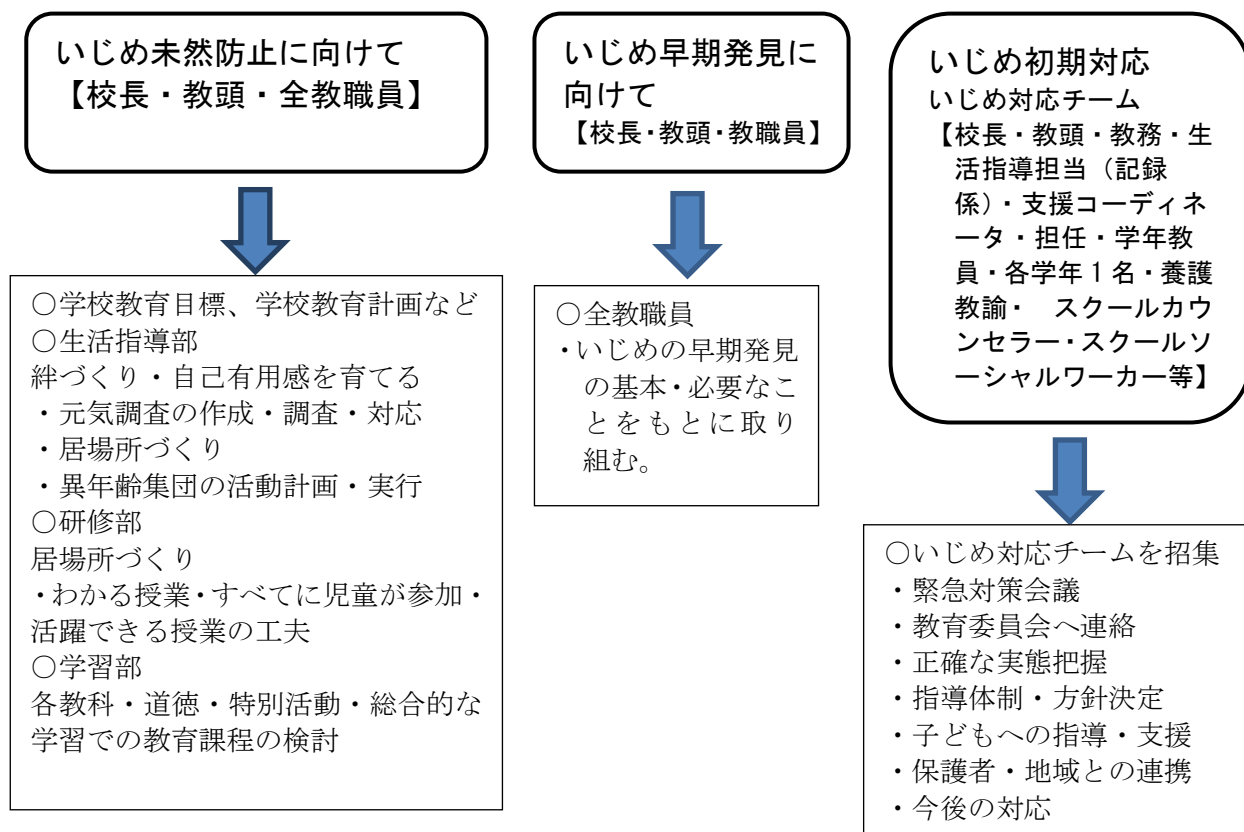 いじめ未然防止に向けて
【校長・教頭・全教職員】
○学校教育目標、学校教育計画など
○生活指導部
絆づくり・自己有用感を育てる
・元気調査の作成・調査・対応
・居場所づくり
・異年齢集団の活動計画・実行
○研修部
居場所づくり
・わかる授業・すべてに児童が参加・
活躍できる授業の工夫
○学習部
各教科・道徳・特別活動・総合的な
学習での教育課程の検討
いじめ早期発見に
向けて
【校長・教頭・教職員】
○全教職員
・いじめの早期発見
の基本・必要なこ
とをもとに取り
組む。
いじめ初期対応
いじめ対応チーム
【校長・教頭・教務・生
活指導担当（記録
係）・支援コーディネ
ータ・担任・学年教
員・各学年１名・養護
教諭・　スクールカウ
ンセラー・スクールソ
ーシャルワーカー等】
○いじめ対応チームを招集
・緊急対策会議
・教育委員会へ連絡
・正確な実態把握
・指導体制・方針決定
・子どもへの指導・支援
・保護者・地域との連携
・今後の対応